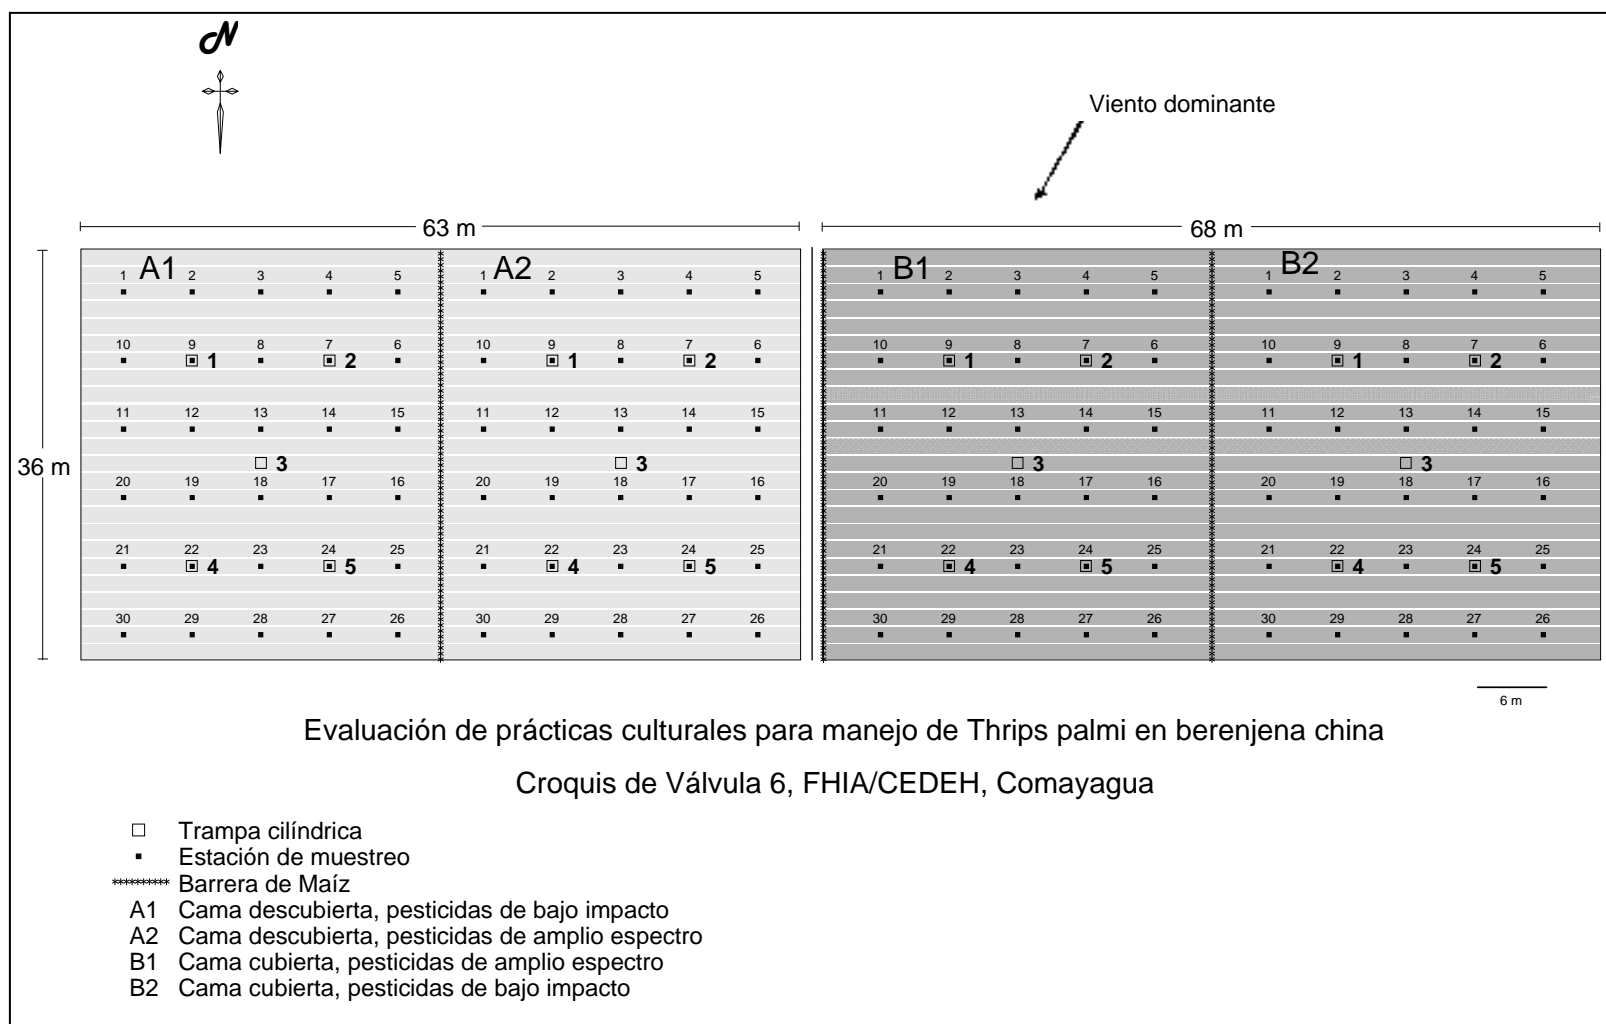 N
Viento dominante
63 m 68 m
A1 A2 B1 B2
1 2 3 4 5 1 2 3 4 5 1 2 3 4 5 1 2 3 4 5
10 9 8 7 6 10 9 8 7 6 10 9 8 7 6 10 9 8 7 6
1 2 1 2 1 2 1 2
11 12 13 14 15 11 12 13 14 15 11 12 13 14 15 11 12 13 14 15
36 m
3 3 3 3
20 19 18 17 16 20 19 18 17 16 20 19 18 17 16 20 19 18 17 16
21 22 23 24 25 21 22 23 24 25 21 22 23 24 25 21 22 23 24 25
4 5 4 5 4 5 4 5
30 29 28 27 26 30 29 28 27 26 30 29 28 27 26 30 29 28 27 26
6 m
Evaluación de prácticas culturales para manejo de Thrips palmi en berenjena china
Croquis de Válvula 6, FHIA/CEDEH, Comayagua
Trampa cilíndrica
Estación de muestreo
Barrera de Maíz
A1 Cama descubierta, pesticidas de bajo impacto
A2 Cama descubierta, pesticidas de amplio espectro
B1 Cama cubierta, pesticidas de amplio espectro
B2 Cama cubierta, pesticidas de bajo impacto